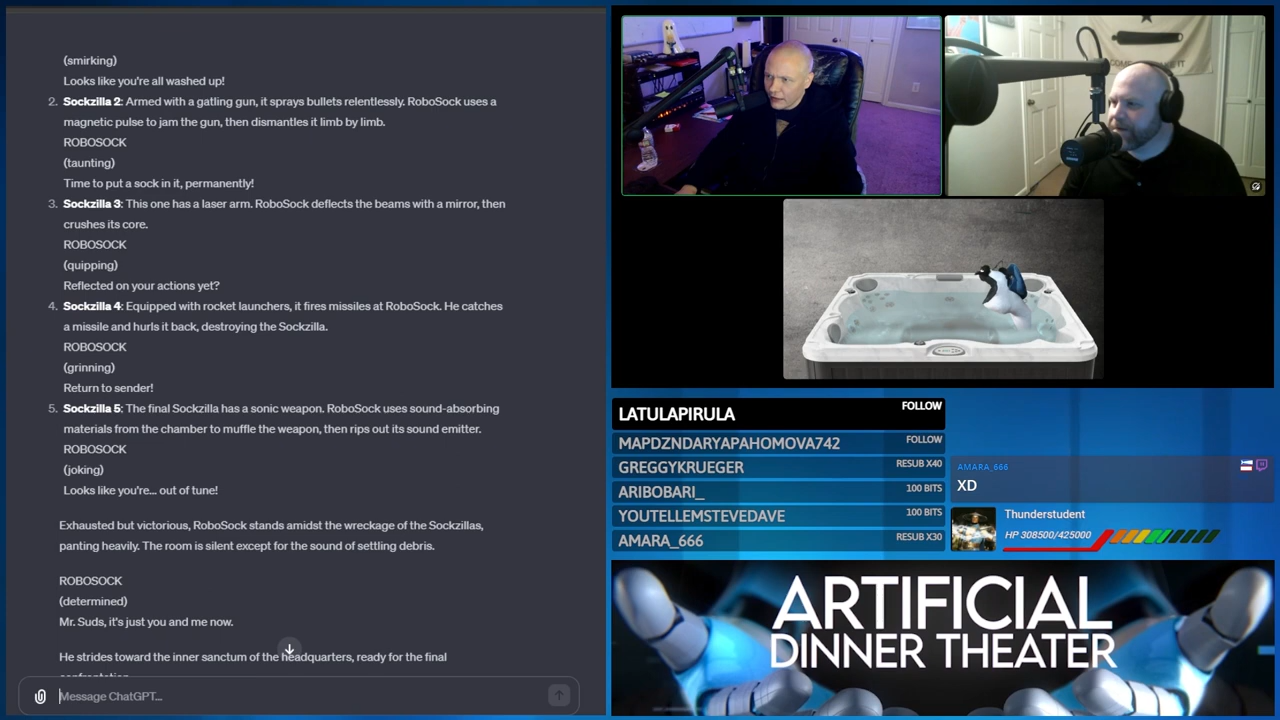 (smirking)
Looks like you're all washed up!
2. Sockzilla 2: Armed with a gatling gun, it sprays bullets relentlessly. RoboSock uses a
magnetic pulse to jam the gun, then dismantles it limb by limb.
ROBOSOCK
(taunting)
Time to put a sock in it, permanently!
3. Sockzilla 3: This one has a laser arm. RoboSock deflects the beams with a mirror, then
crushes its core.
ROBOSOCK
(quipping)
Reflected on your actions yet?
4. Sockzilla 4: Equipped with rocket launchers, it fires missiles at RoboSock. He catches
a missile and hurls it back, destroying the Sockzilla.
ROBOSOCK
(grinning)
Return to sender!
5. Sockzilla 5: The final Sockzilla has a sonic weapon. RoboSock uses sound-absorbing
materials from the chamber to muffle the weapon, then rips out its sound emitter.
ROBOSOCK
(joking)
Looks like you're... out of tune!
Exhausted but victorious, RoboSock stands amidst the wreckage of the Sockzillas,
panting heavily. The room is silent except for the sound of settling debris.
ROBOSOCK
(determined)
Mr. Suds, it's just you and me now.
He strides toward the inner sanctum of the headquarters, ready for the final
confrontation.
Message ChatGPT...
LATULAPIRULA FOLLOW
MAPDZNDARYAPAHOMOVA742 FOLLOW
GREGGYKRUEGER RESUB X40
ARIBOBARI_ 100 BITS
YOUTELLEMSTEVEDAVE 100 BITS
AMARA_666 RESUB X30
AMARA_666
XD
Thunderstudent
HP 308500/425000
ARTIFICIAL
DINNER THEATER